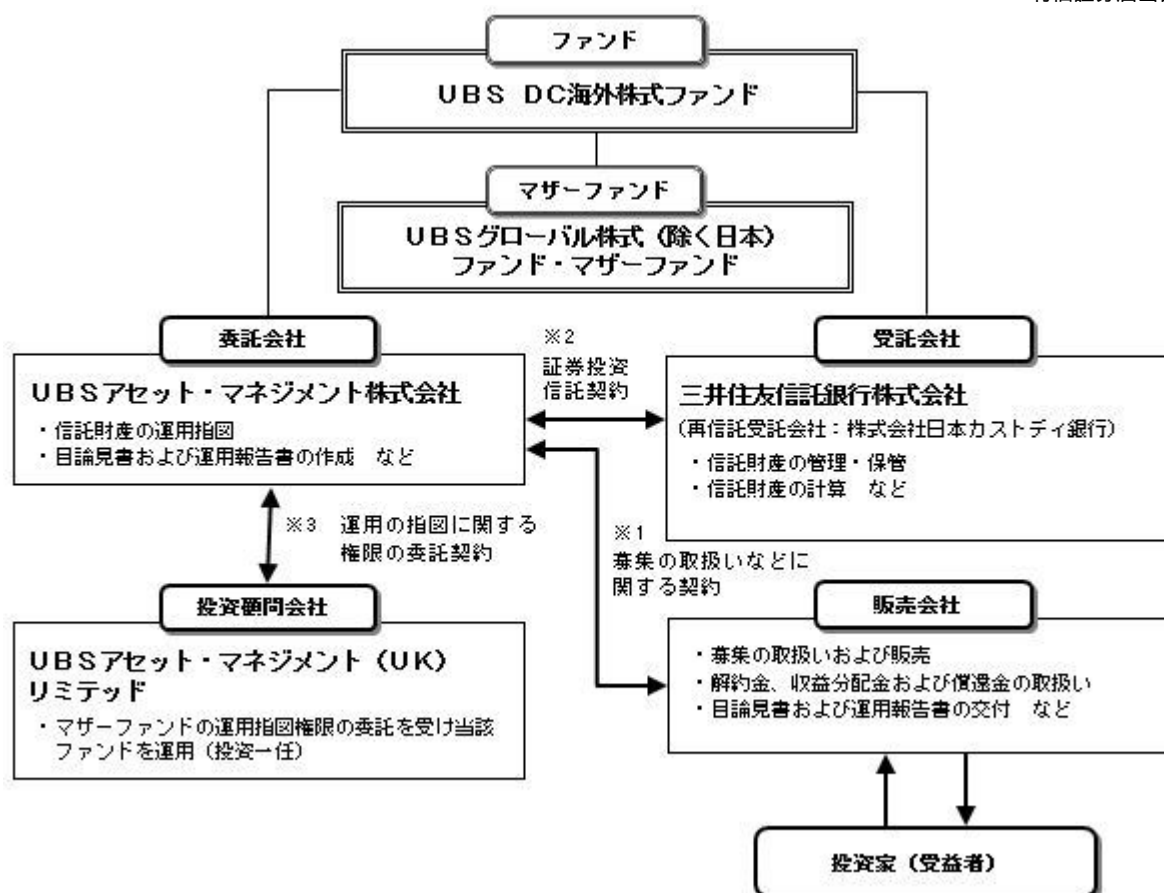 ファンド
UBS DC海外株式ファンド
マザーファンド
UBSグローバル株式（除く日本）
ファンド・マザーファンド
委託会社
UBSアセット・マネジメント株式会社
・信託財産の運用指図
・目論見書および運用報告書の作成　など
※2
証券投資
信託契約
受託会社
三井住友信託銀行株式会社
（再信託受託会社：株式会社日本カストディ銀行）
・信託財産の管理・保管
・信託財産の計算　など
※3　運用の指図に関する
権限の委託契約
※1
募集の取扱いなどに
関する契約
投資顧問会社
UBSアセット・マネジメント（UK）
リミテッド
・マザーファンドの運用指図権限の委託を受け当該
ファンドを運用（投資一任）
販売会社
・募集の取扱いおよび販売
・解約金、収益分配金および償還金の取扱い
・目論見書および運用報告書の交付　など
投資家（受益者）